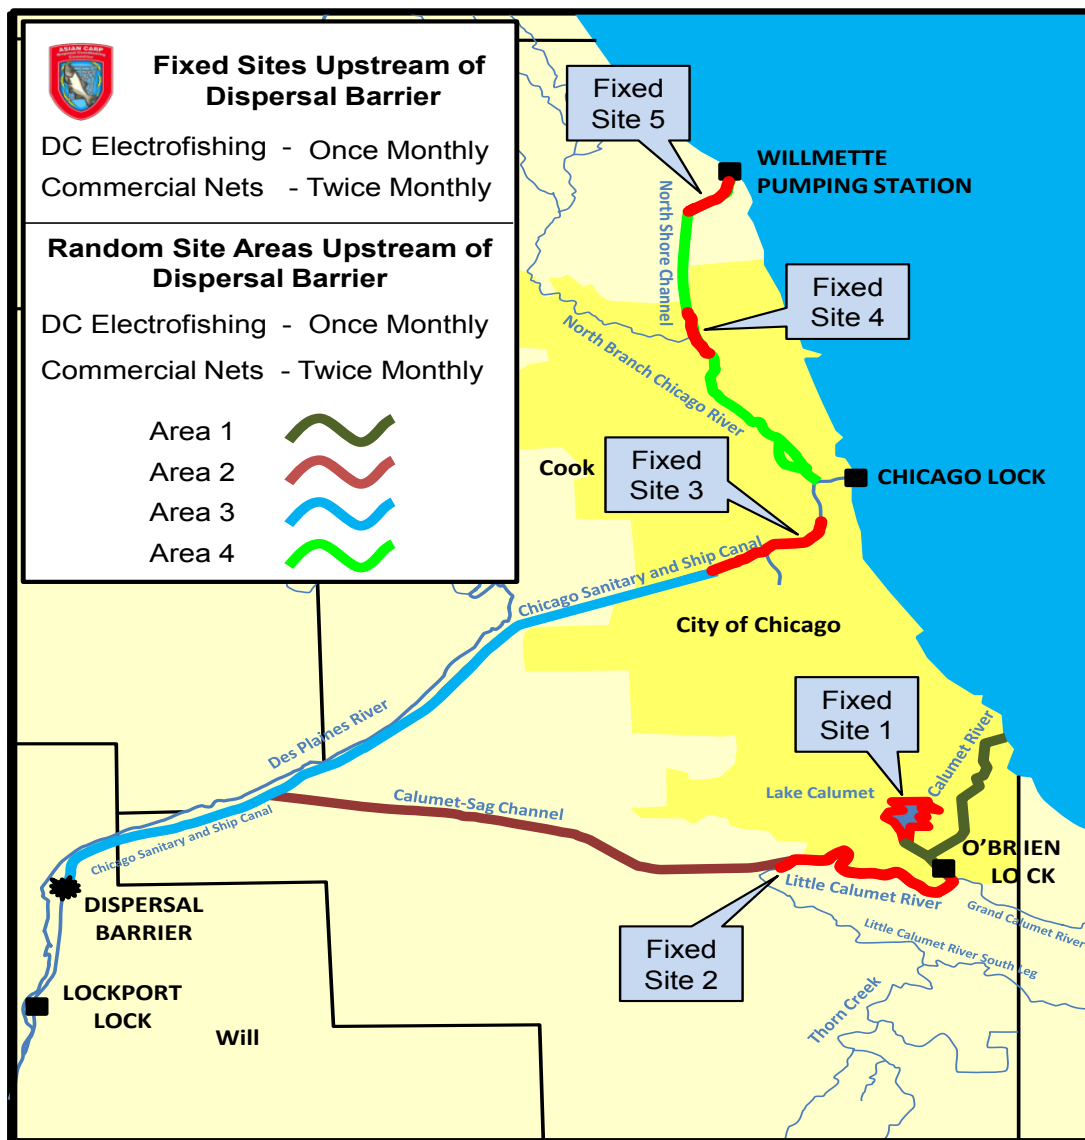 ASIAN CARP
Fixed Sites Upstream of
Dispersal Barrier
DC Electrofishing - Once Monthly
Commercial Nets - Twice Monthly
Random Site Areas Upstream of
Dispersal Barrier
DC Electrofishing - Once Monthly
Commercial Nets - Twice Monthly
Area 1
Area 2
Area 3
Area 4
Fixed
Site 5
WILLMETTE
PUMPING STATION
North Shore Channel
Fixed
Site 4
North Branch Chicago River
Cook
Fixed
Site 3
CHICAGO LOCK
Chicago Sanitary and Ship Canal
City of Chicago
Fixed
Site 1
Des Plaines River
Calumet River
Lake Calumet
Calumet-Sag Channel
Chicago Sanitary and Ship Canal
O'BRIEN
LOCK
Little Calumet River
Grand Calumet River
DISPERSAL
BARRIER
Fixed
Site 2
Little Calumet River South Leg
LOCKPORT
LOCK
Thorn Creek
Will